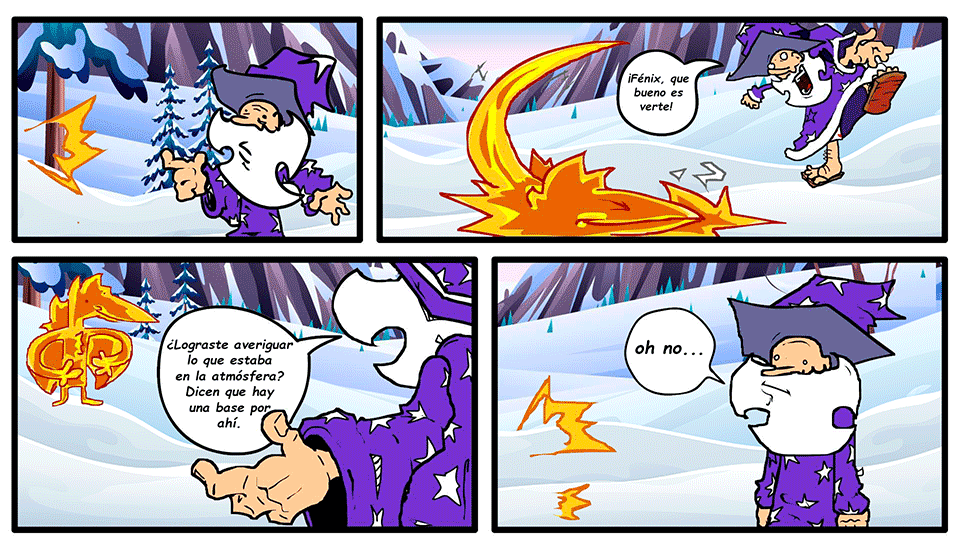 ¡Fénix, que
bueno es
verte!
¿Lograste averiguar
lo que estaba
en la atmósfera?
Dicen que hay
una base por
ahí.
oh no...